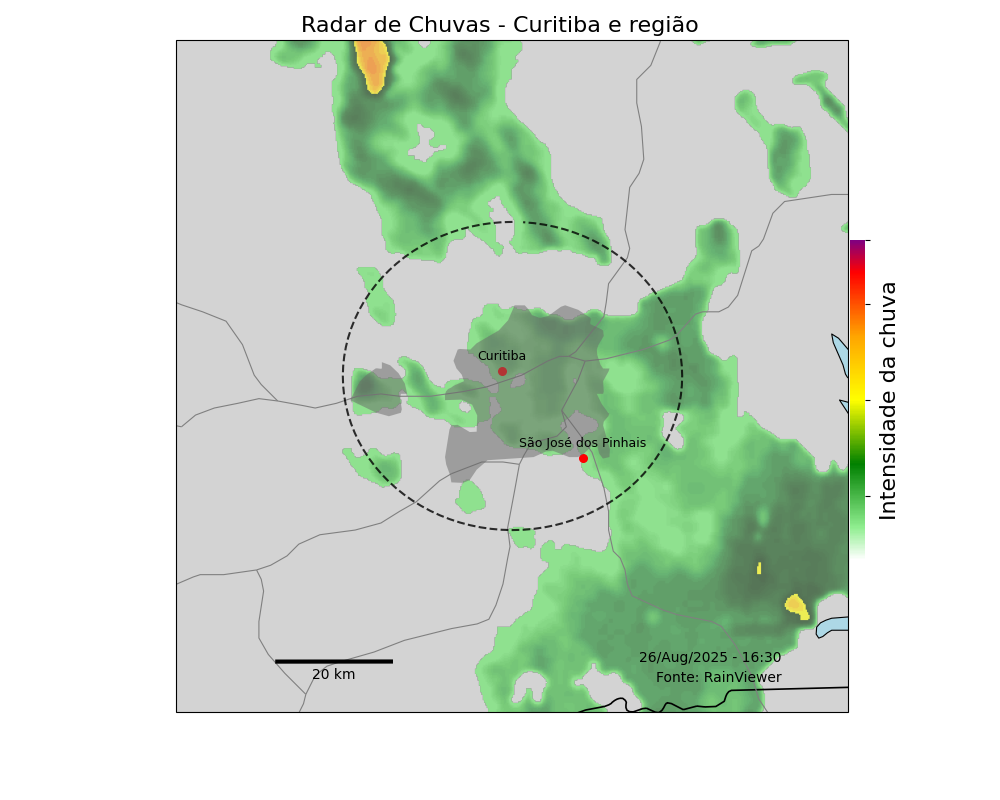 Radar de Chuvas - Curitiba e região
Curitiba
São José dos Pinhais
Intensidade da chuva
26/Aug/2025 - 16:30
Fonte: RainViewer
20 km